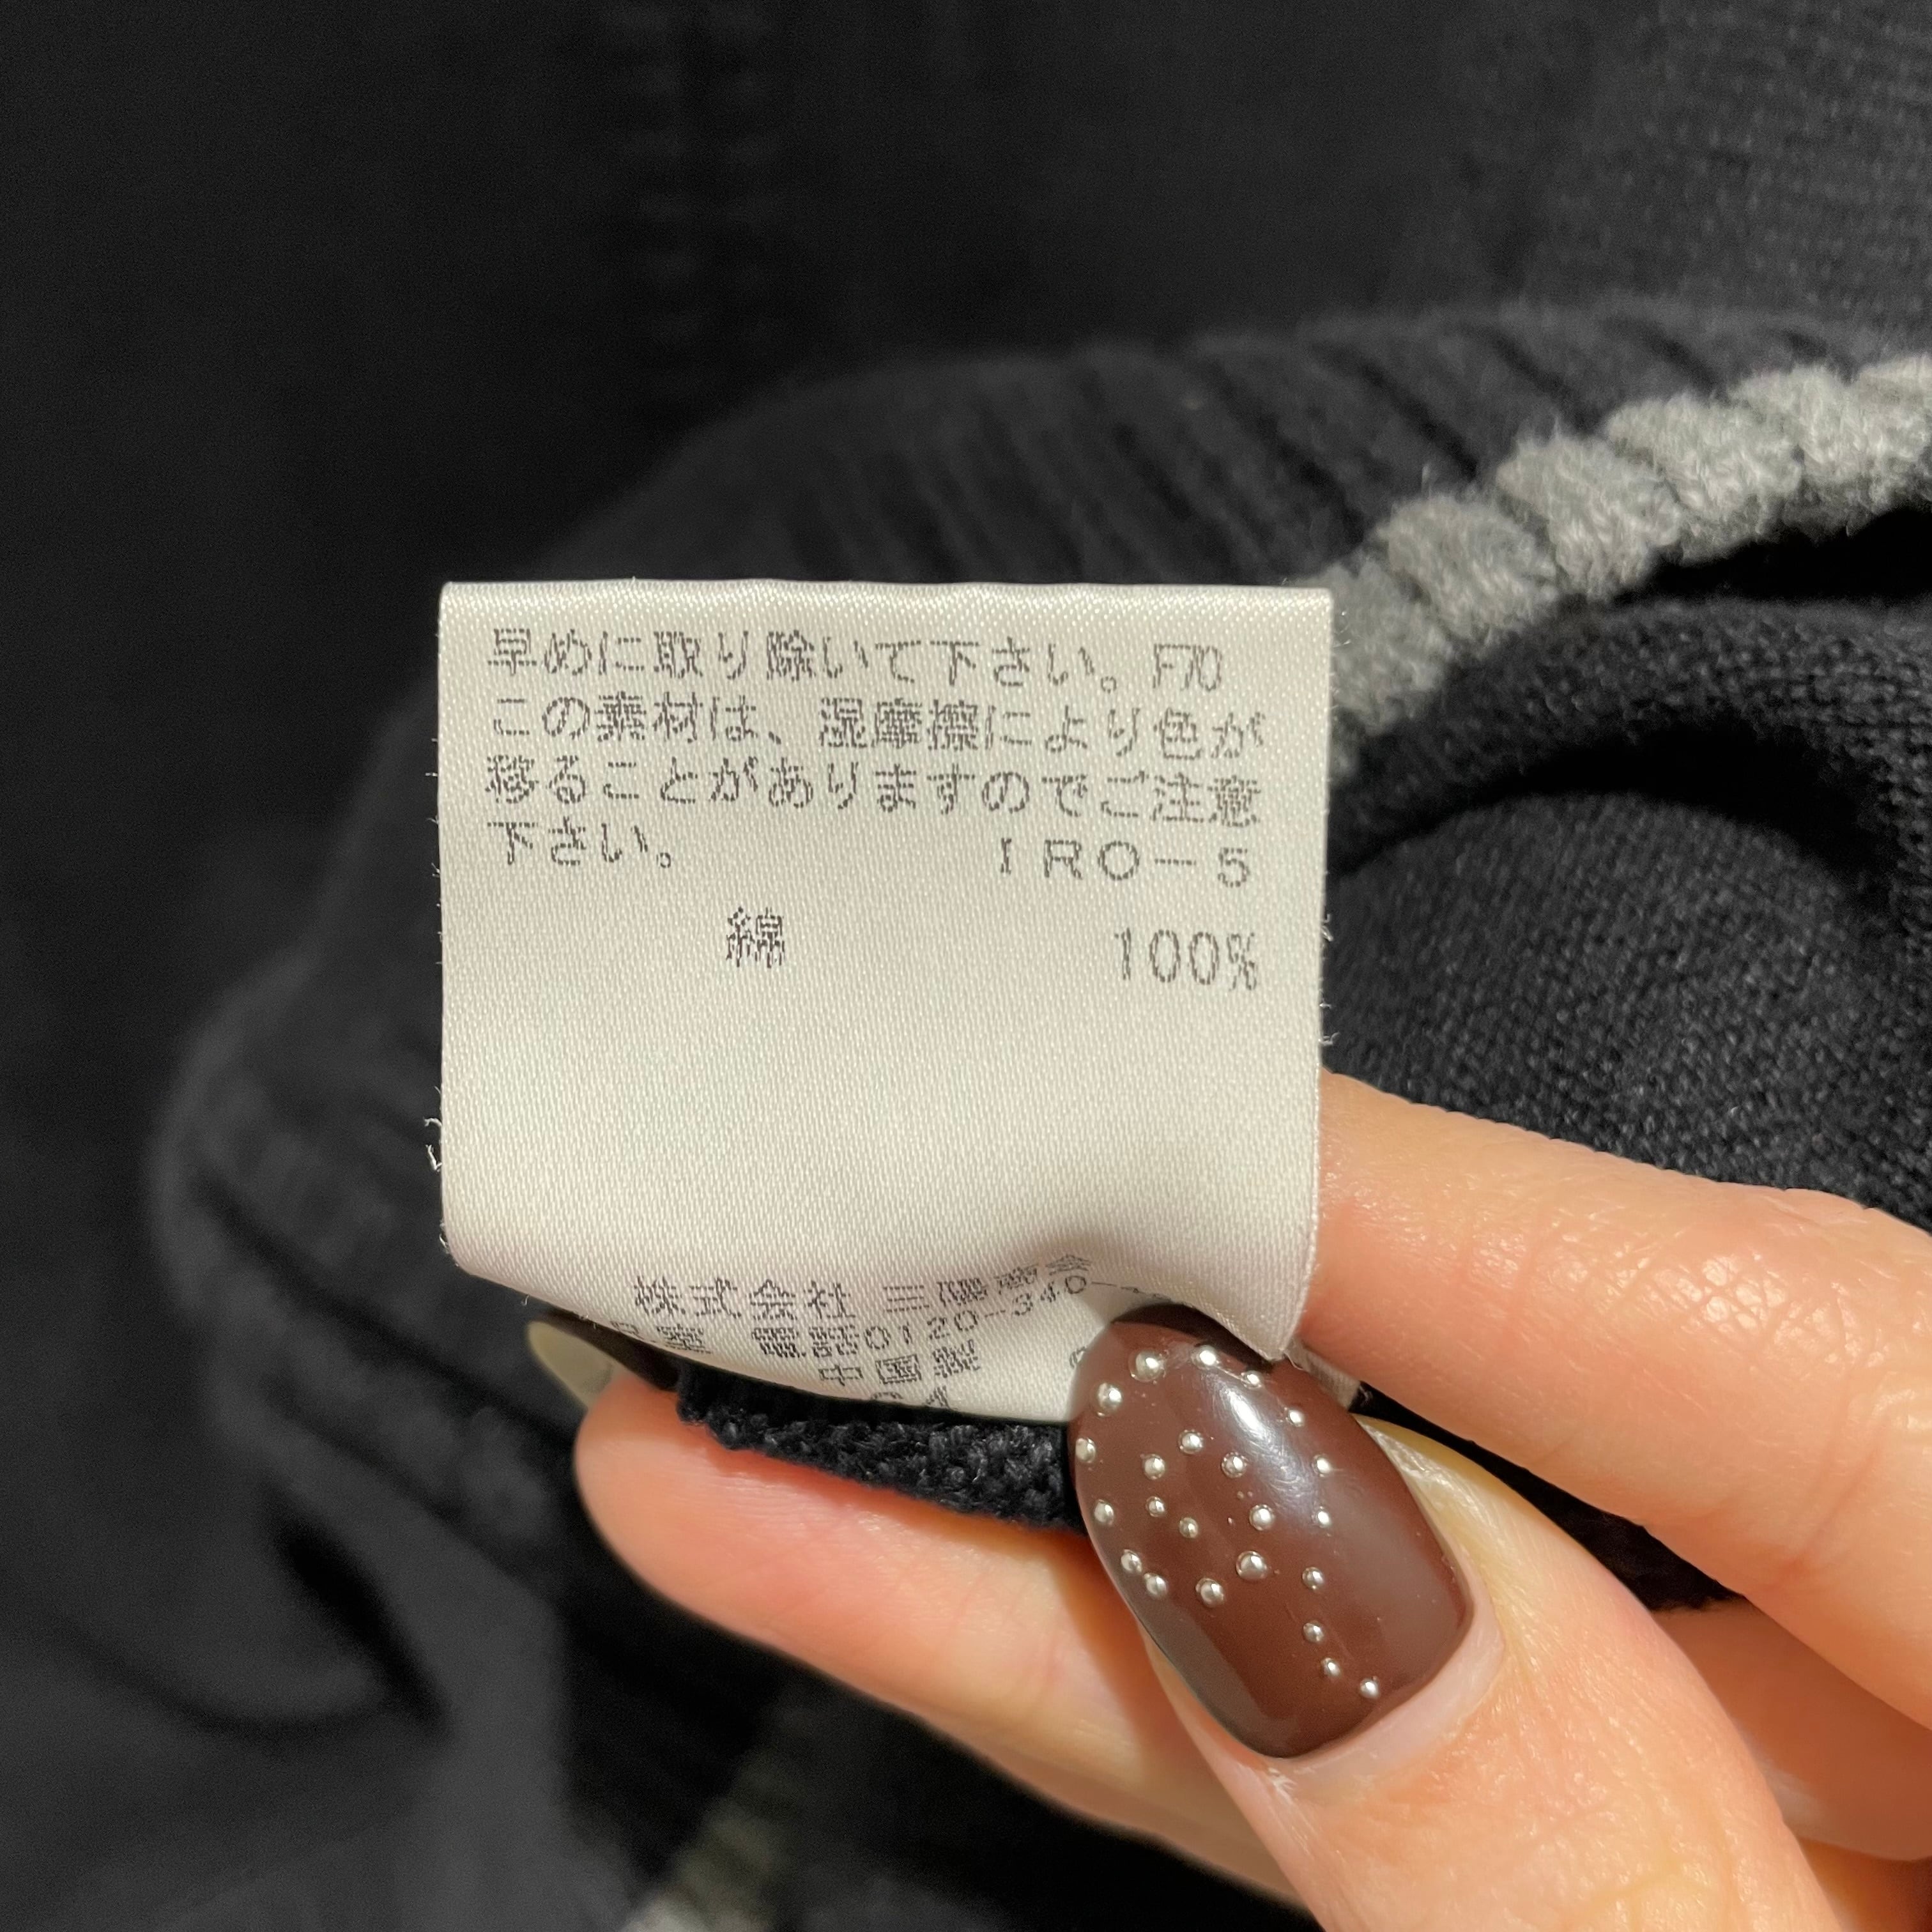 早めに取り除いて下さい。F70
この素材は、湿摩擦により色が
移ることがありますのでご注意
下さい。 IRO-5
綿 100%
株式会社 三陽商会
室 電話0120-340-
中国製